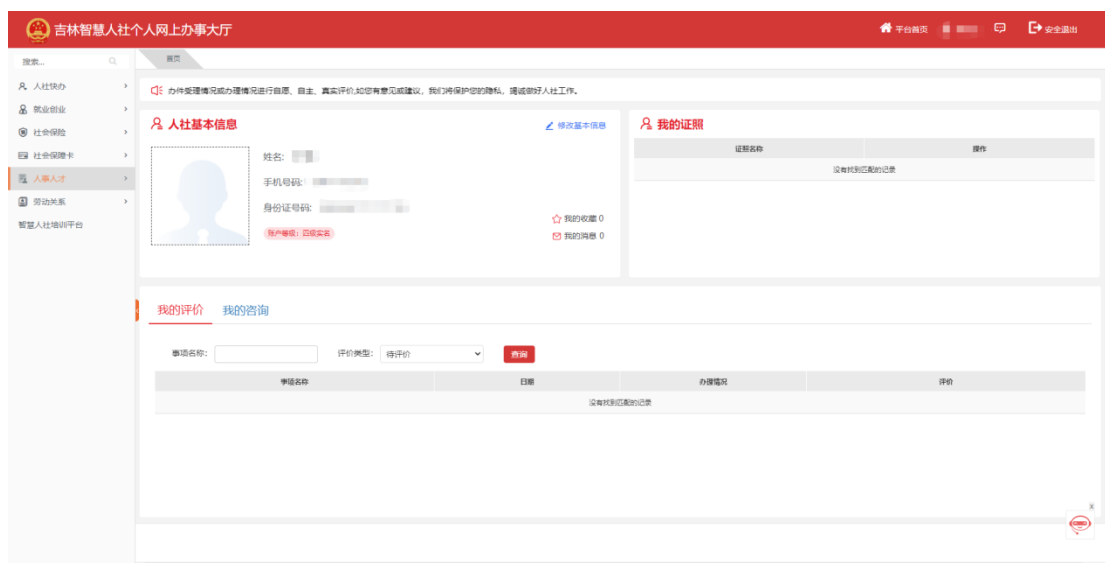 吉林智慧人社个人网上办事大厅
平台首页
安全退出
搜索...
首页
人社快办
就业创业
社会保险
社会保障卡
人事人才
劳动关系
智慧人社培训平台
办件受理情况或办理情况进行自愿、自主、真实评价,如您有意见或建议，我们将保护您的隐私，竭诚做好人社工作。
人社基本信息
修改基本信息
姓名:
手机号码:
身份证号码:
账户等级：四级实名
我的收藏 0
我的消息 0
我的证照
证照名称 操作
没有找到匹配的记录
我的评价 我的咨询
事项名称: 评价类型: 待评价 查询
事项名称 日期 办理情况 评价
没有找到匹配的记录
x